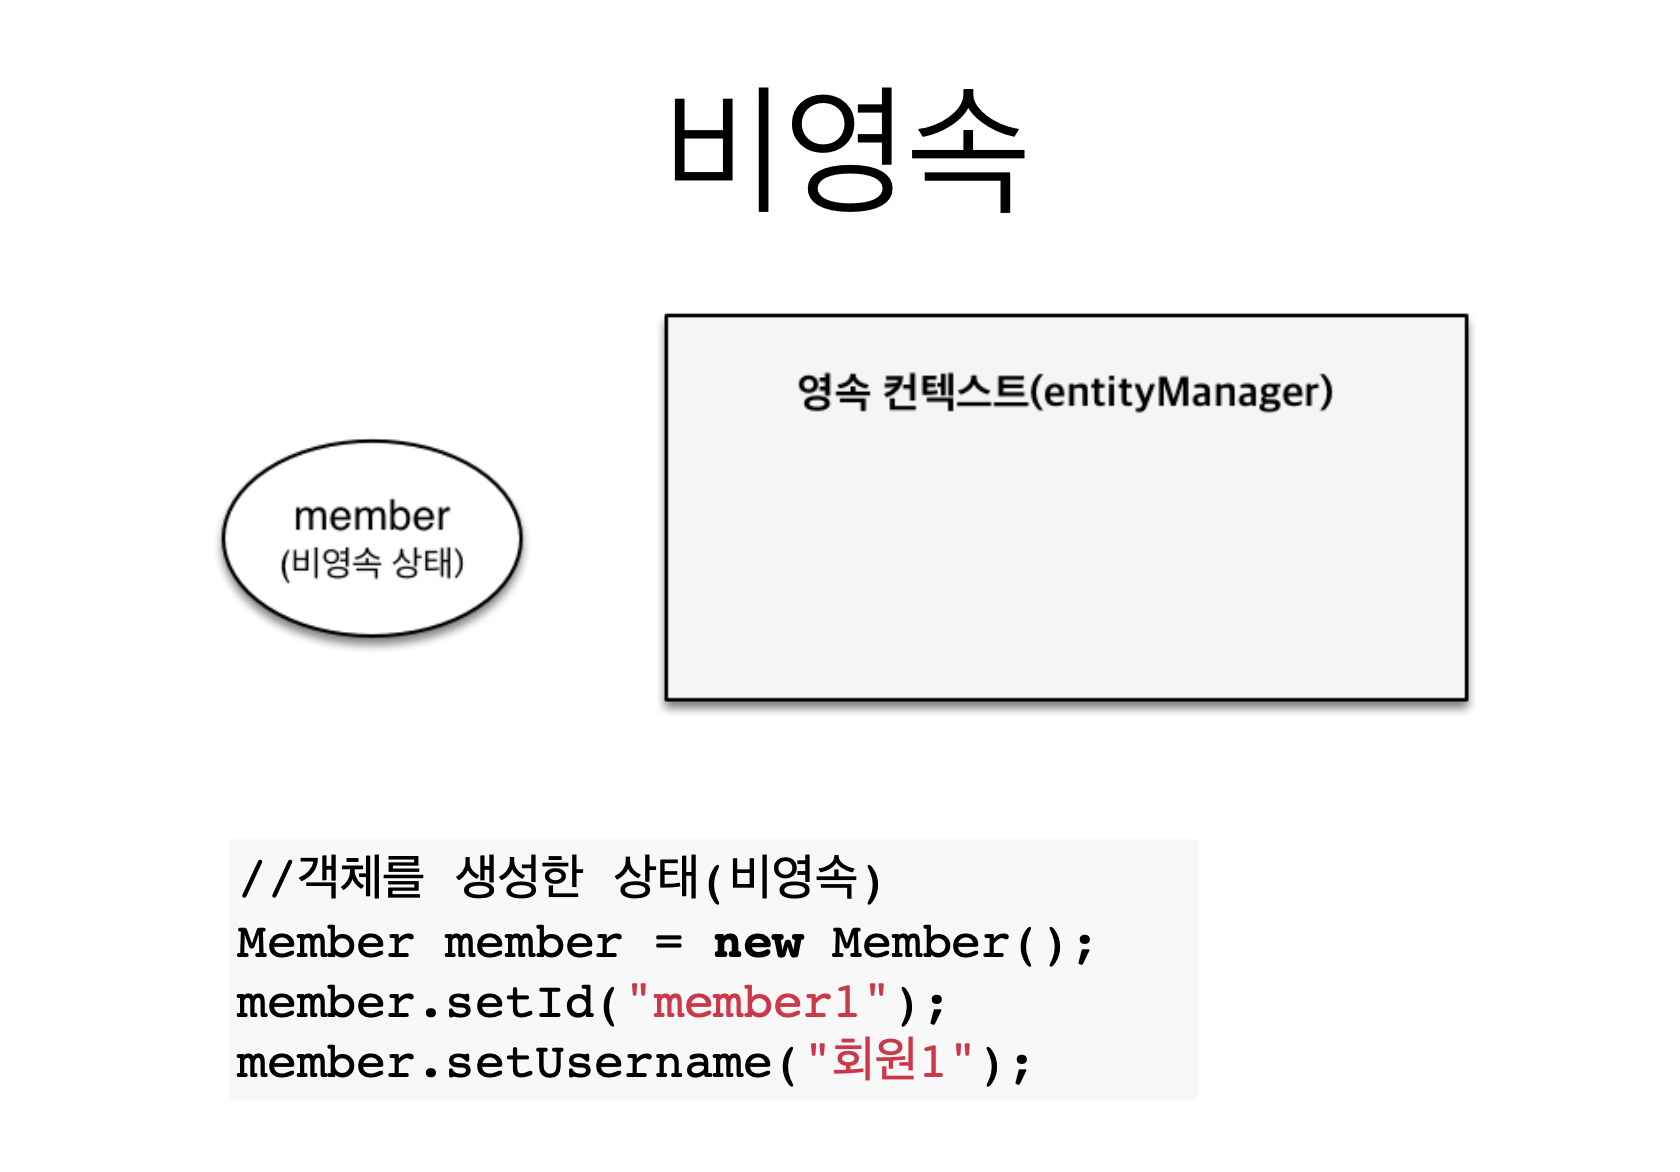 비영속
영속 컨텍스트(entityManager)
member
(비영속 상태)
//객체를 생성한 상태(비영속)
Member member = new Member();
member.setId("member1");
member.setUsername("회원1");